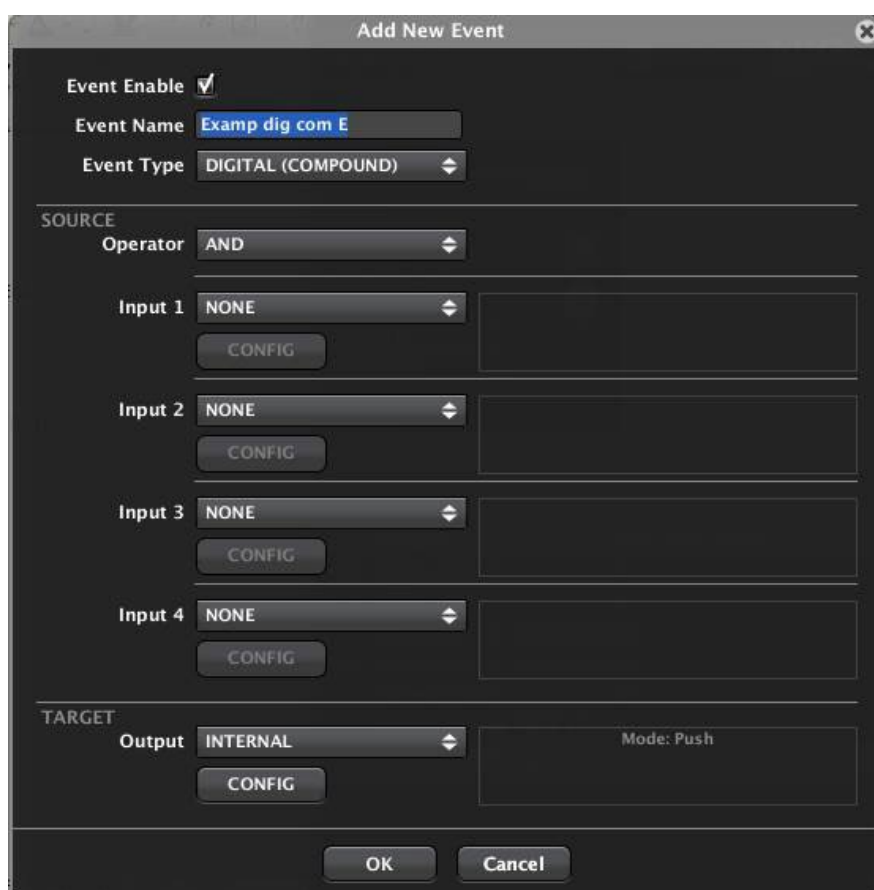 Add New Event
Event Enable
Event Name Examp dig com E
Event Type DIGITAL (COMPOUND)
SOURCE
Operator AND
Input 1 NONE
CONFIG
Input 2 NONE
CONFIG
Input 3 NONE
CONFIG
Input 4 NONE
CONFIG
TARGET
Output INTERNAL Mode: Push
CONFIG
OK Cancel